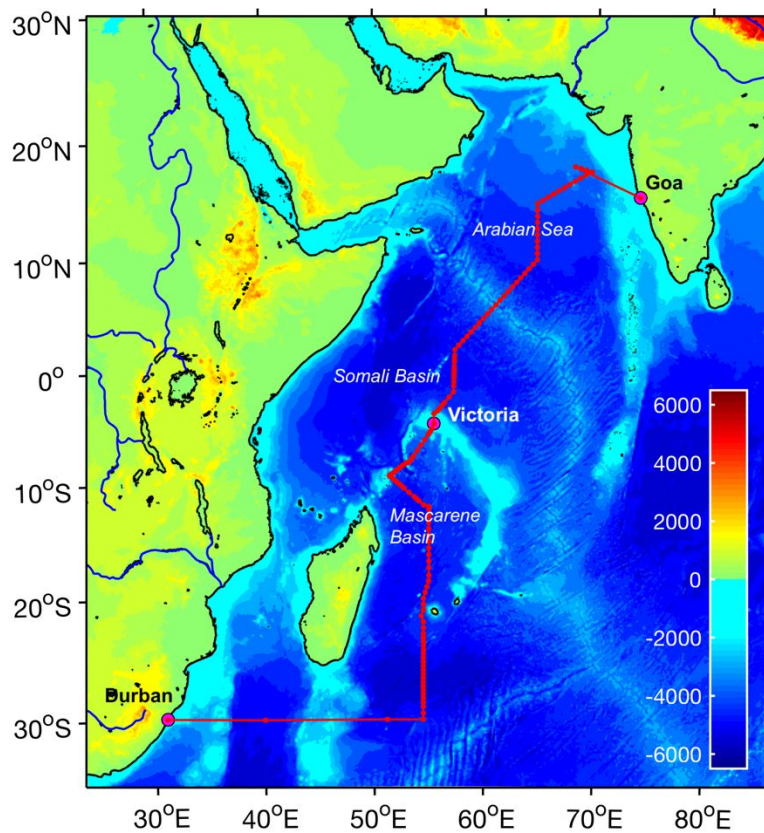 30°N
20°N
Goa
Arabian Sea
10°N
Somali Basin
0°
Victoria
6000
4000
10°S
Mascarene
Basin
2000
0
20°S
-2000
Durban
-4000
30°S
-6000
30°E
40°E
50°E
60°E
70°E
80°E